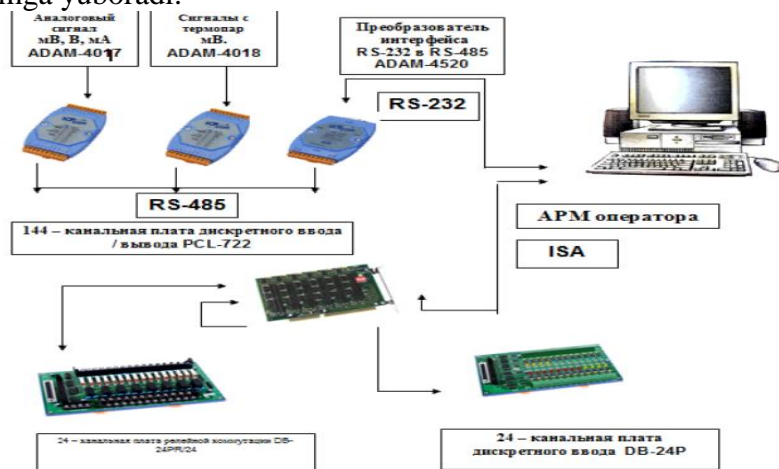 niga yuboradi.
Аналоговый
сигнал
мВ, В, мА
ADAM-4017
Сигналы с
термопар
мВ.
ADAM-4018
Преобразователь
интерфейса
RS-232 в RS-485
ADAM-4520
RS-232
RS-485
144 – канальная плата дискретного ввода
/ вывода PCL-722
АРМ оператора
ISA
24 – канальная плата релейной коммутации DB-
24PR/24
24 – канальная плата
дискретного ввода DB-24P